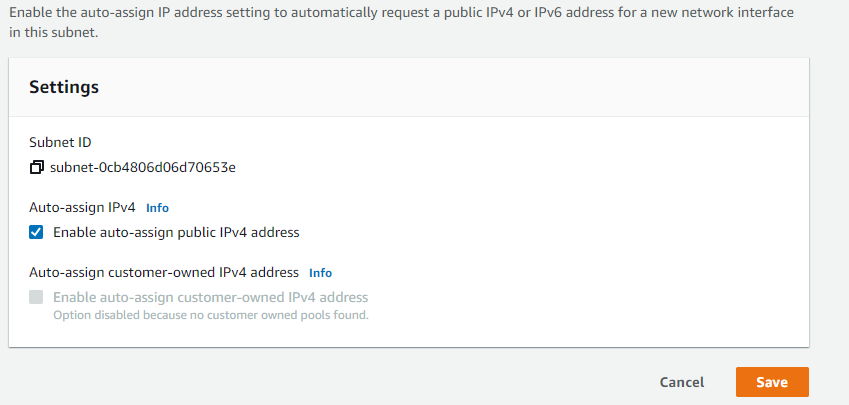 Enable the auto-assign IP address setting to automatically request a public IPv4 or IPv6 address for a new network interface
in this subnet.
Settings
Subnet ID
subnet-0cb4806d06d70653e
Auto-assign IPv4 Info
Enable auto-assign public IPv4 address
Auto-assign customer-owned IPv4 address Info
Enable auto-assign customer-owned IPv4 address
Option disabled because no customer owned pools found.
Cancel Save